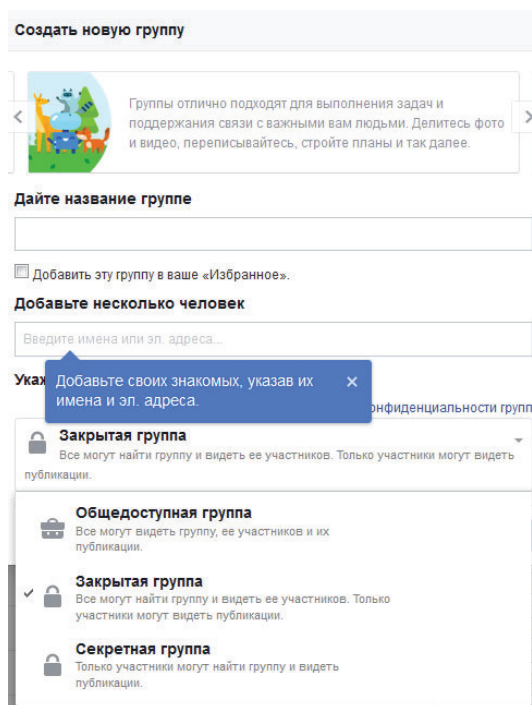 Создать новую группу
Группы отлично подходят для выполнения задач и
поддержания связи с важными вам людьми. Делитесь фото
и видео, переписывайтесь, стройте планы и так далее.
Дайте название группе
Добавить эту группу в ваше «Избранное».
Добавьте несколько человек
Введите имена или эл. адреса...
Добавьте своих знакомых, указав их
имена и эл. адреса.
Закрытая группа
Все могут найти группу и видеть ее участников. Только участники могут видеть
публикации.
Общедоступная группа
Все могут видеть группу, ее участников и их
публикации.
Закрытая группа
Все могут найти группу и видеть ее участников. Только
участники могут видеть публикации.
Секретная группа
Только участники могут найти группу и видеть
публикации.